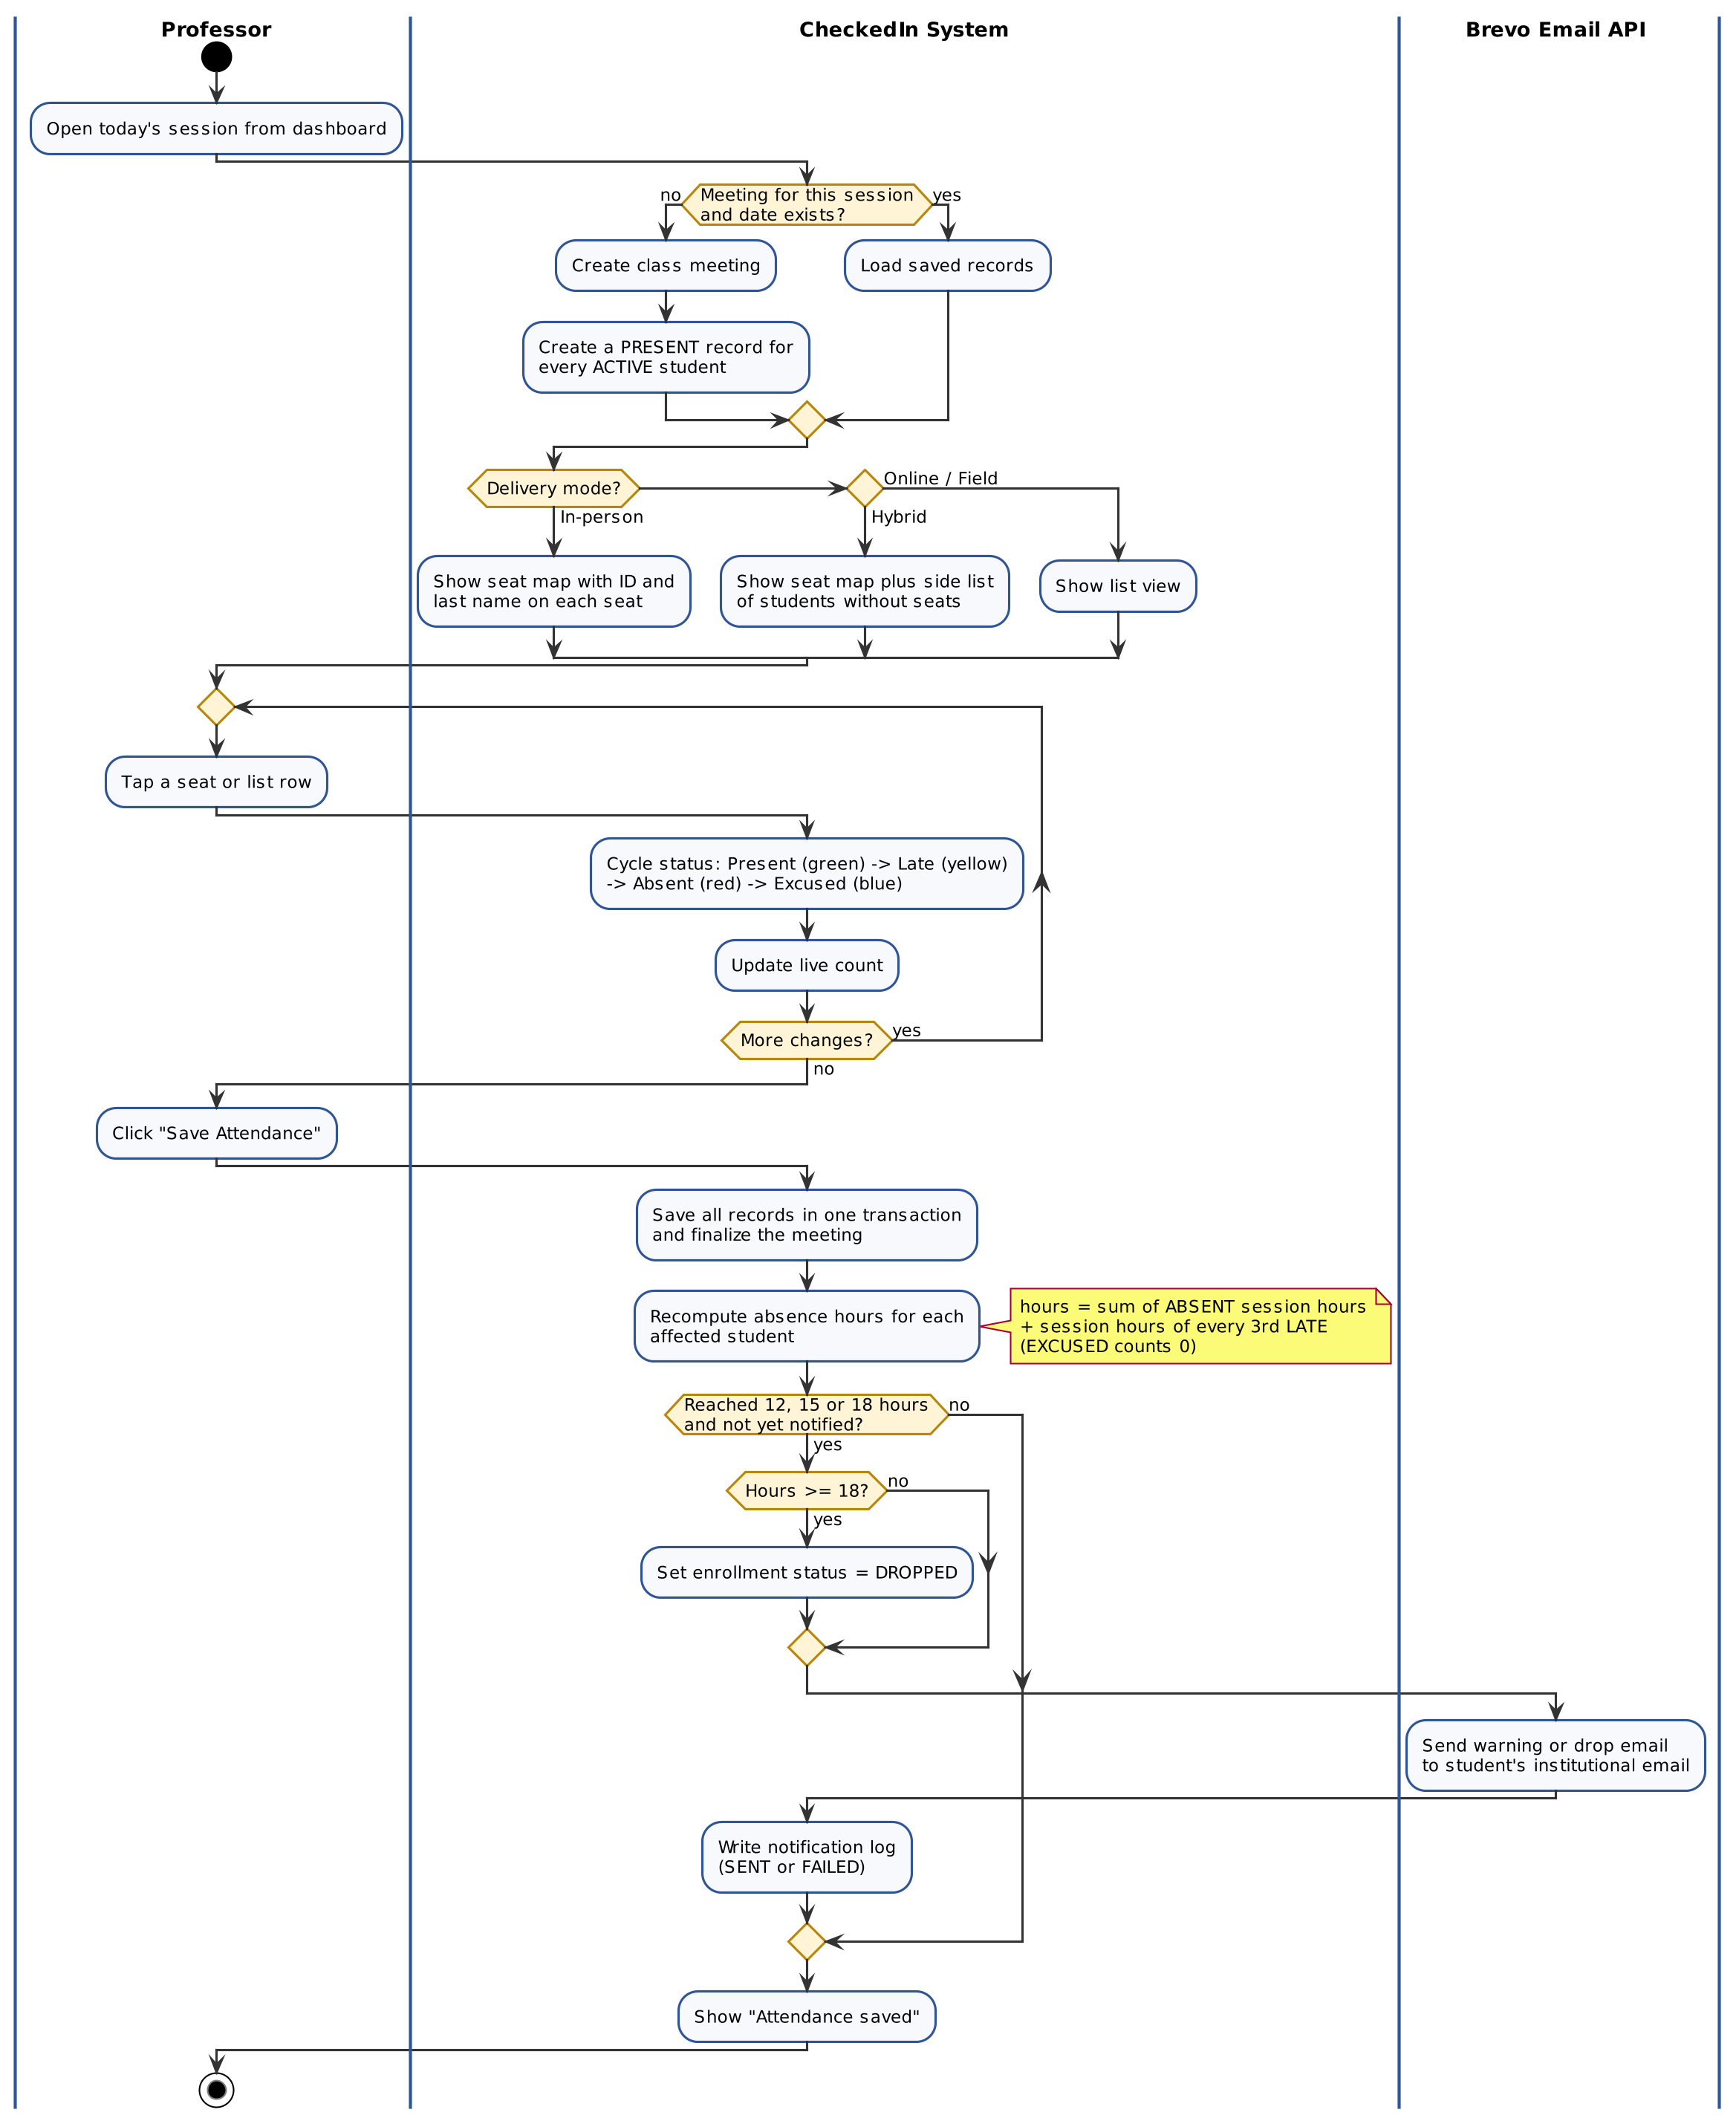 Professor
CheckedIn System
Brevo Email API
Open today's session from dashboard
no
Meeting for this session
and date exists?
yes
Create class meeting
Load saved records
Create a PRESENT record for
every ACTIVE student
Delivery mode?
Online / Field
In-person
Hybrid
Show seat map with ID and
last name on each seat
Show seat map plus side list
of students without seats
Show list view
Tap a seat or list row
Cycle status: Present (green) -> Late (yellow)
-> Absent (red) -> Excused (blue)
Update live count
More changes?
yes
no
Click "Save Attendance"
Save all records in one transaction
and finalize the meeting
Recompute absence hours for each
affected student
hours = sum of ABSENT session hours
+ session hours of every 3rd LATE
(EXCUSED counts 0)
Reached 12, 15 or 18 hours
and not yet notified?
no
yes
Hours >= 18?
no
yes
Set enrollment status = DROPPED
Send warning or drop email
to student's institutional email
Write notification log
(SENT or FAILED)
Show "Attendance saved"